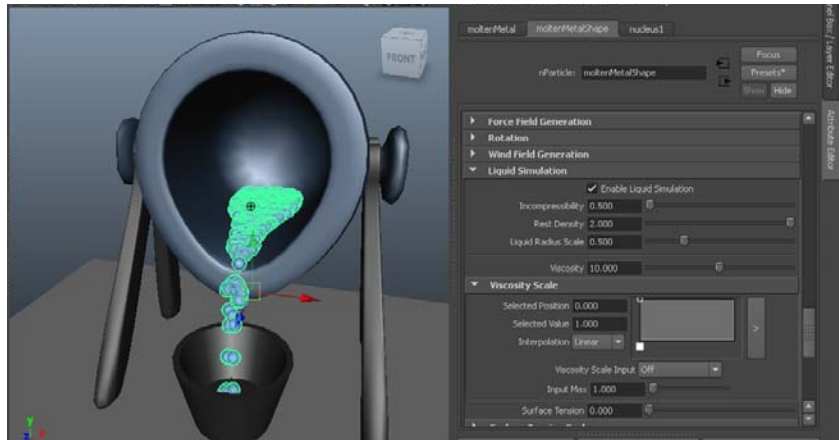 FRONT
y
z x
moltenMetal moltenMetalShape nucleus1
nParticle: moltenMetalShape
Focus
Presets*
Show Hide
Force Field Generation
Rotation
Wind Field Generation
Liquid Simulation
Enable Liquid Simulation
Incompressibility 0.500
Rest Density 2.000
Liquid Radius Scale 0.500
Viscosity 10.000
Viscosity Scale
Selected Position 0.000
Selected Value 1.000
Interpolation Linear
>
Viscosity Scale Input Off
Input Max 1.000
Surface Tension 0.000
Box / Layer Editor
Attribute Editor